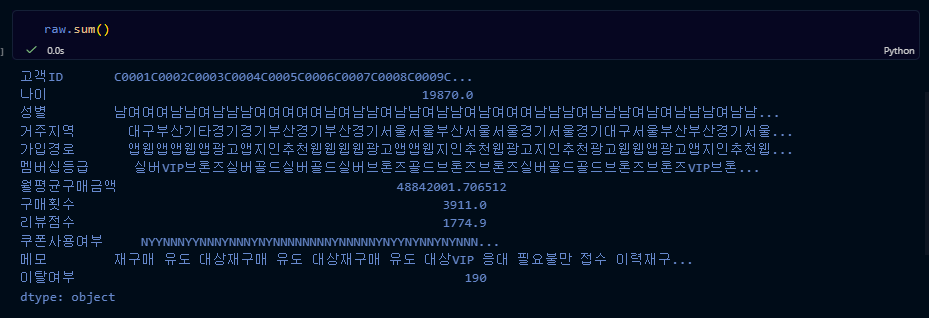 raw.sum()
]
0.0s
Python
고객ID C0001C0002C0003C0004C0005C0006C0007C0008C0009C...
나이 19870.0
성별 남여여여남남여남남남여여여여여남여남남여남남여남남여남남여여여남여남남여남남남여남남여남여남남...
거주지역 대구부산기타경기경기부산경기부산경기서울서울부산서울서울경기서울경기대구서울부산부산경기서울...
가입경로 앱웹앱앱웹앱광고앱지인추천웹웹웹웹광고앱앱지인추천앱광고지인추천광고웹웹앱광고앱지인추천웹...
멤버십등급 실버VIP브론즈실버골드실버브론즈골드브론즈브론즈실버골드골드브론즈브론즈VIP브론...
월평균구매금액 48842001.706512
구매횟수 3911.0
리뷰점수 1774.9
쿠폰사용여부 NYYNNNYYNNNYNNNYNYNNNNNNNNYNNNNNYNYYNYNNYNYNNN...
메모 재구매 유도 대상재구매 유도 대상재구매 유도 대상VIP 응대 필요불만 접수 이력재구...
이탈여부 190
dtype: object